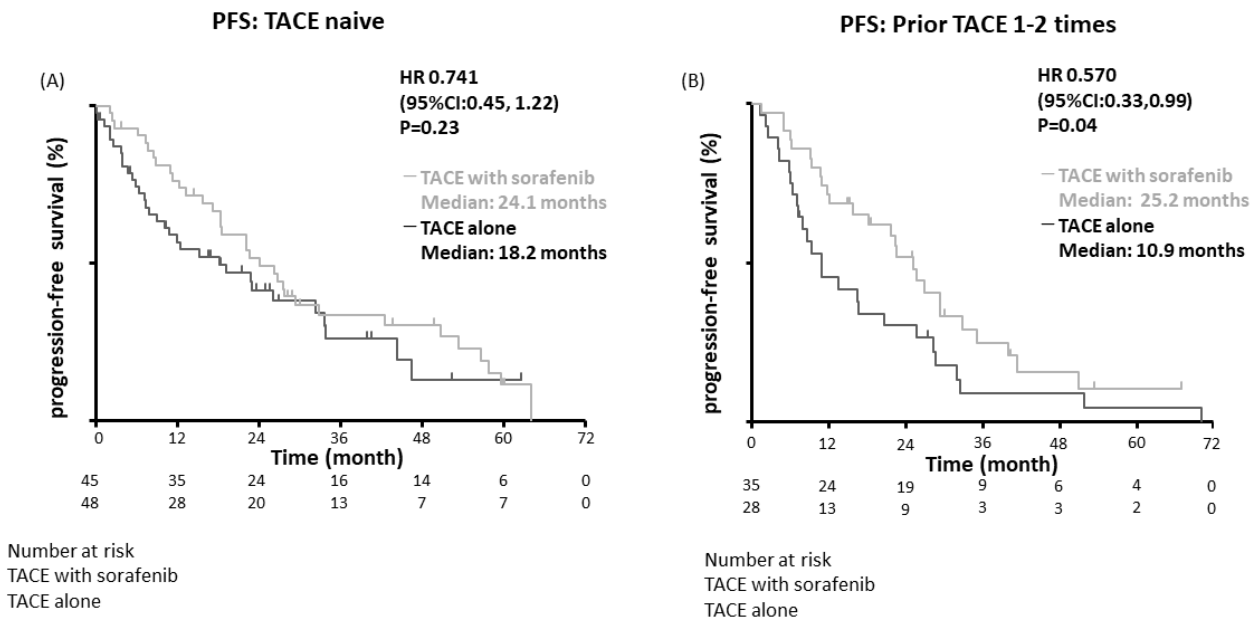 PFS: TACE naive
(A)
HR 0.741
(95%CI:0.45, 1.22)
P=0.23
TACE with sorafenib
Median: 24.1 months
TACE alone
Median: 18.2 months
progression-free survival (%)
0 12 24 36 48 60 72
Time (month)
45 35 24 16 14 6 0
48 28 20 13 7 7 0
Number at risk
TACE with sorafenib
TACE alone
PFS: Prior TACE 1-2 times
(B)
HR 0.570
(95%CI:0.33,0.99)
P=0.04
TACE with sorafenib
Median: 25.2 months
TACE alone
Median: 10.9 months
progression-free survival (%)
0 12 24 36 48 60 72
Time (month)
35 24 19 9 6 4 0
28 13 9 3 3 2 0
Number at risk
TACE with sorafenib
TACE alone